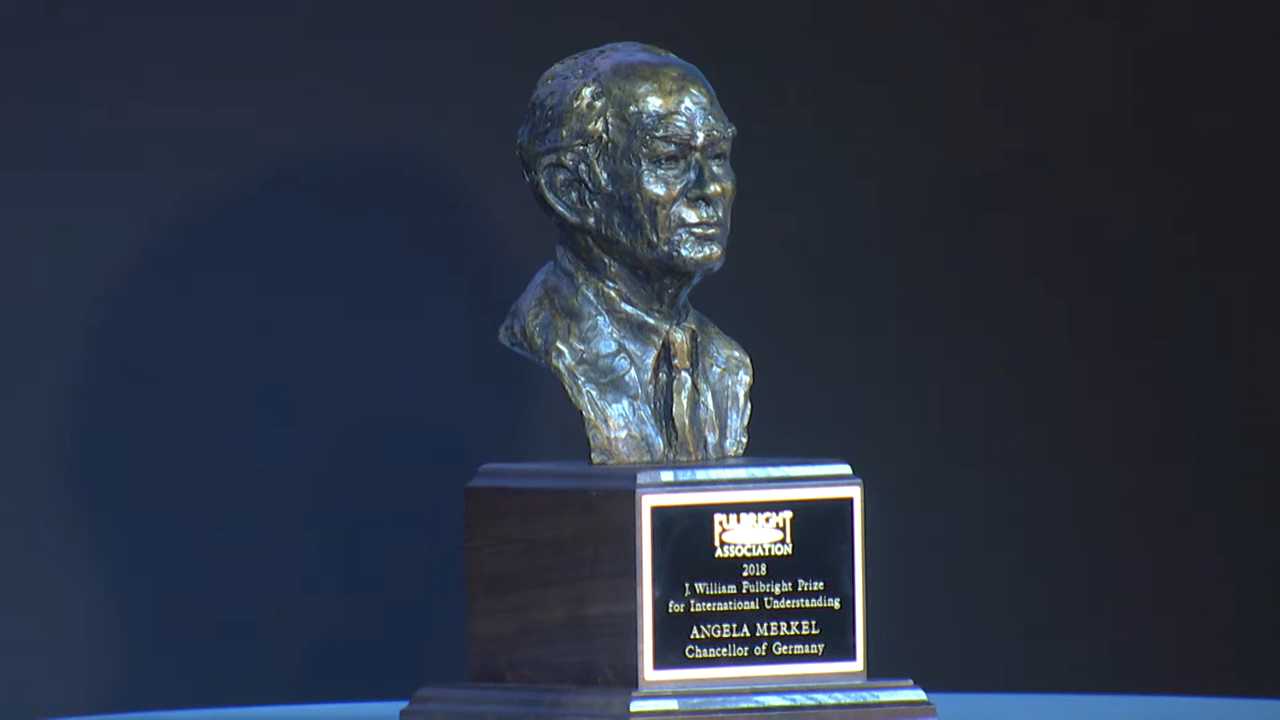 FULBRIGHT
ASSOCIATION
2018
J. William Fulbright Prize
for International Understanding
ANGELA MERKEL
Chancellor of Germany